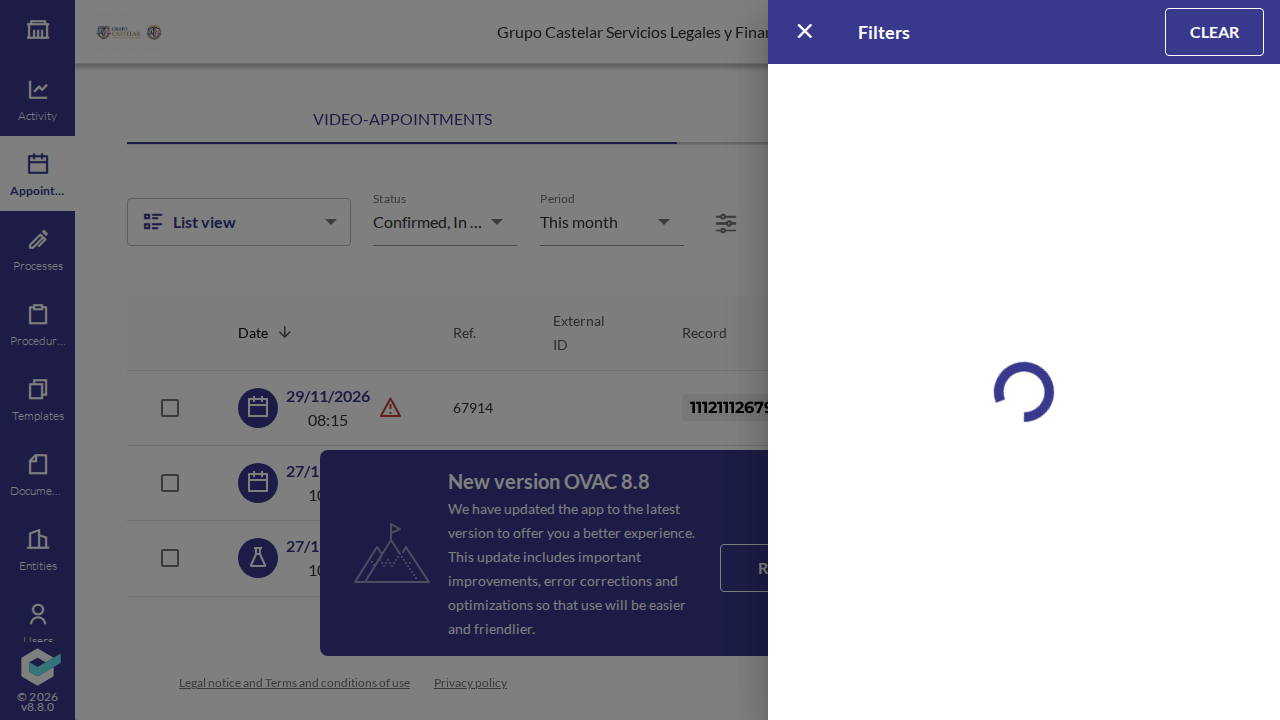 Activity
Appoint...
Processes
Procedur...
Templates
Docume...
Entities
Users
© 2026
v8.8.0
GRUPO
CASTELAR
Grupo Castelar Servicios Legales y Finan
VIDEO-APPOINTMENTS
List view
Status
Confirmed, In ...
Period
This month
Date
Ref.
External
ID
Record
29/11/2026
08:15
67914
11121112679
27/1
10
27/1
10
New version OVAC 8.8
We have updated the app to the latest
version to offer you a better experience.
This update includes important
improvements, error corrections and
optimizations so that use will be easier
and friendlier.
R
Legal notice and Terms and conditions of use
Privacy policy
Filters
CLEAR